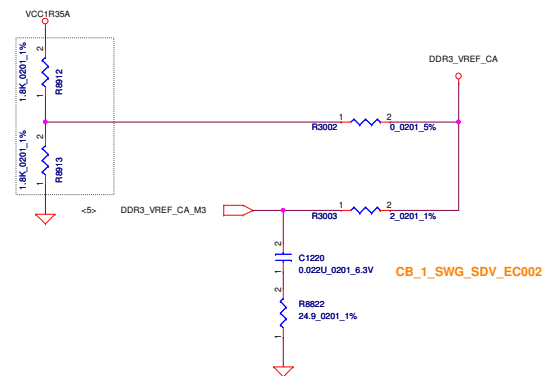 VCC1R35A
DDR3_VREF_CA
2
1.8K_0201_1%
R8912
1
1 2
R3002 0_0201_5%
2
1.8K_0201_1%
R8913
1
<5> DDR3_VREF_CA_M3
1 2
R3003 2_0201_1%
2
C1220
0.022U_0201_6.3V
1
CB_1_SWG_SDV_EC002
2
R8822
24.9_0201_1%
1